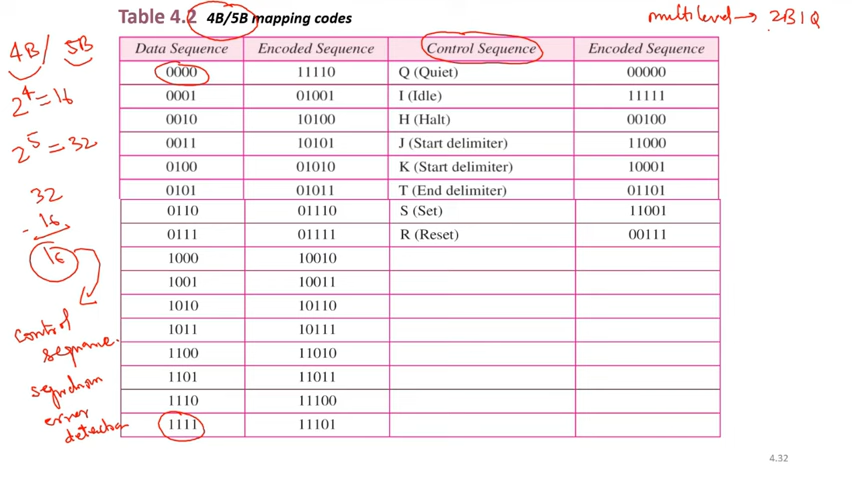 Table 4.2 4B/5B mapping codes
multilevel → 2B1Q
Data Sequence Encoded Sequence Control Sequence Encoded Sequence
0000 11110 Q (Quiet) 00000
0001 01001 I (Idle) 11111
0010 10100 H (Halt) 00100
0011 10101 J (Start delimiter) 11000
0100 01010 K (Start delimiter) 10001
0101 01011 T (End delimiter) 01101
0110 01110 S (Set) 11001
0111 01111 R (Reset) 00111
1000 10010
1001 10011
1010 10110
1011 10111
1100 11010
1101 11011
1110 11100
1111 11101
4B/ 5B
2^4=16
2^5=32
32
- 16
16
control
error
4.32